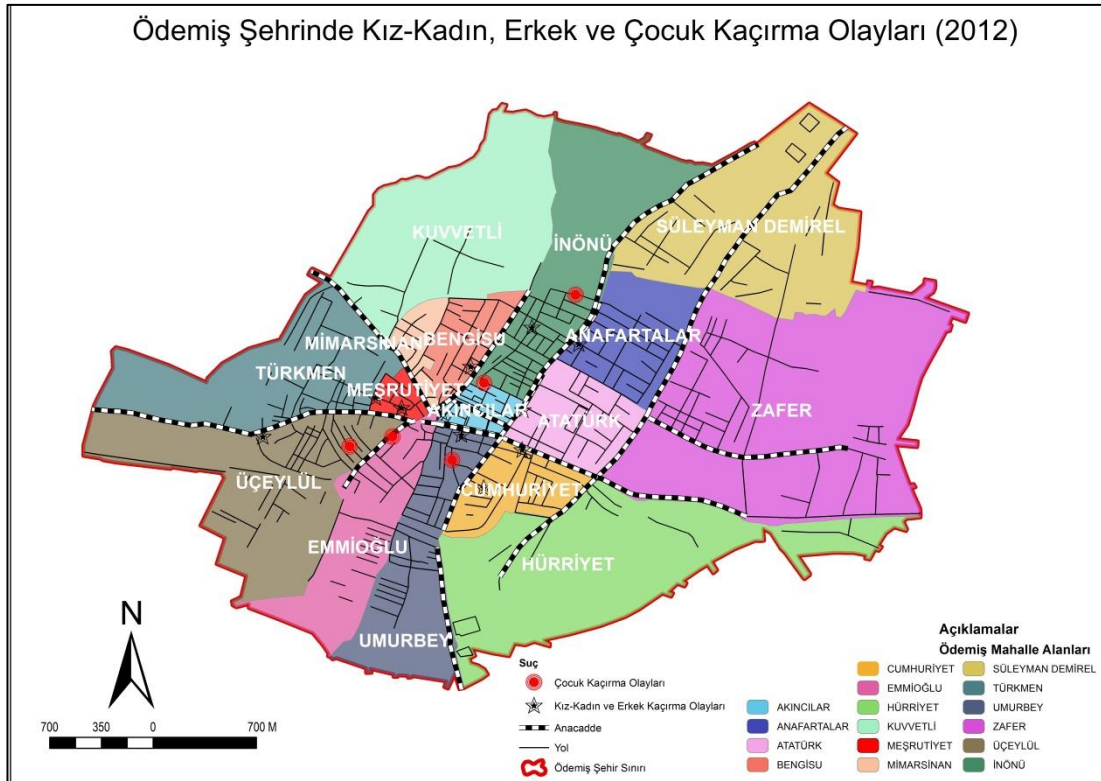 Ödemiş Şehrinde Kız-Kadın, Erkek ve Çocuk Kaçırma Olayları (2012)
KUVVETLİ
İNÖNÜ
SÜLEYMAN DEMİREL
MİMARSİNAN
BENGİSU
ANAFARTALAR
TÜRKMEN
MEŞRUTİYET
AKINCILAR
ATATÜRK
ZAFER
ÜÇEYLÜL
CUMHURİYET
EMMİOĞLU
HÜRRİYET
UMURBEY
N
700 350 0 700 M
Suç
Çocuk Kaçırma Olayları
Kız-Kadın ve Erkek Kaçırma Olayları
Anacadde
Yol
Ödemiş Şehir Sınırı
Açıklamalar
Ödemiş Mahalle Alanları
AKINCILAR
ANAFARTALAR
ATATÜRK
BENGİSU
CUMHURİYET
EMMİOĞLU
HÜRRİYET
KUVVETLİ
MEŞRUTİYET
MİMARSİNAN
SÜLEYMAN DEMİREL
TÜRKMEN
UMURBEY
ZAFER
ÜÇEYLÜL
İNÖNÜ